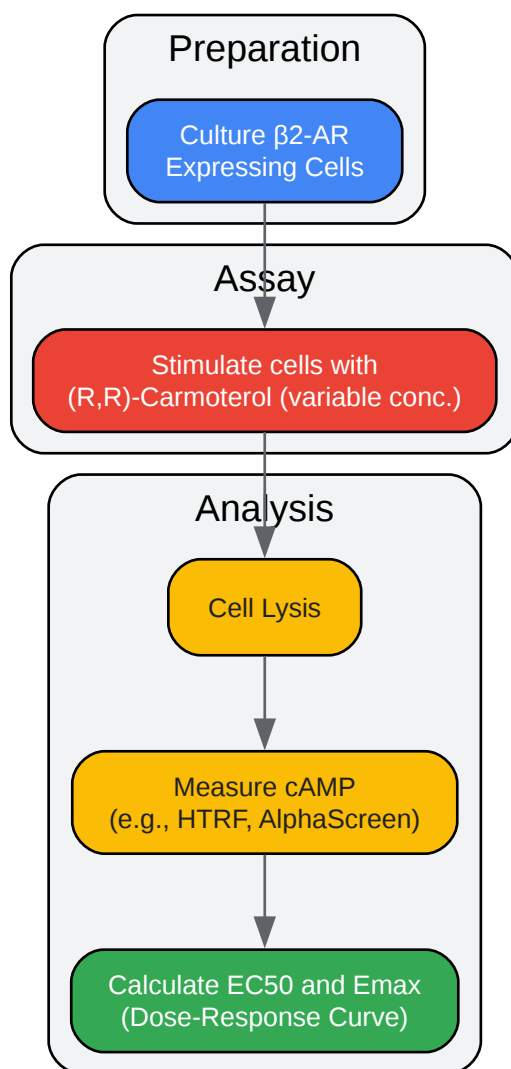 Preparation
Culture β2-AR
Expressing Cells
Assay
Stimulate cells with
(R,R)-Carmoterol (variable conc.)
Analysis
Cell Lysis
Measure cAMP
(e.g., HTRF, AlphaScreen)
Calculate EC50 and Emax
(Dose-Response Curve)